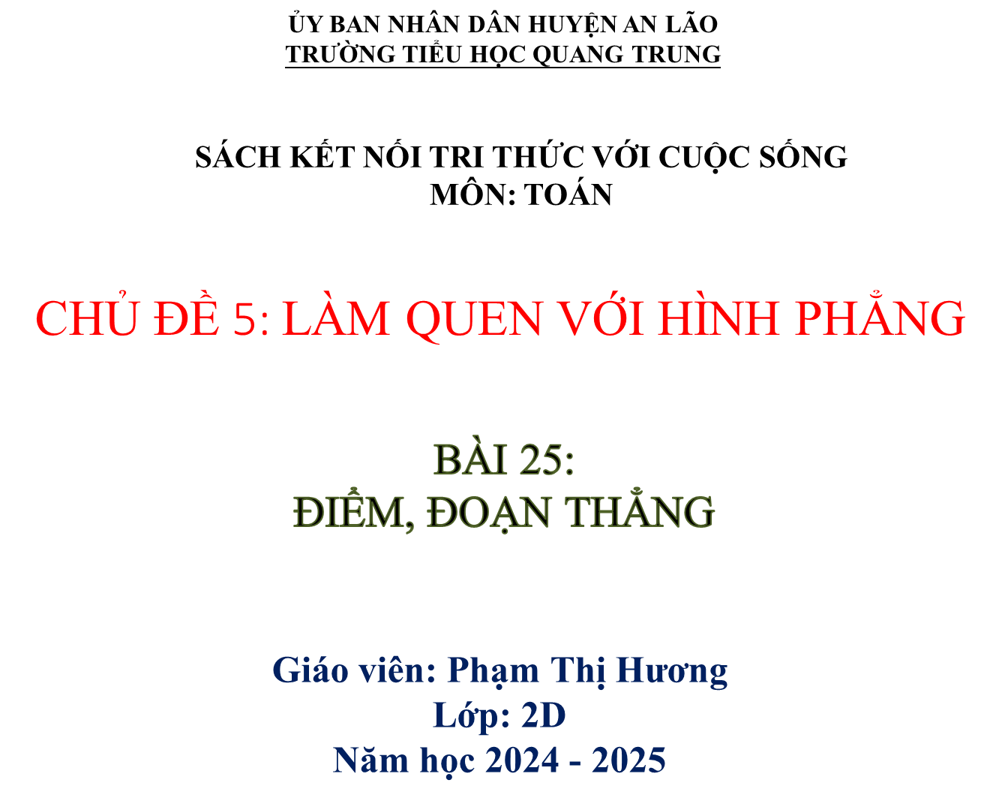 ỦY BAN NHÂN DÂN HUYỆN AN LÃO
TRƯỜNG TIỂU HỌC QUANG TRUNG
SÁCH KẾT NỐI TRI THỨC VỚI CUỘC SỐNG
MÔN: TOÁN
CHỦ ĐỀ 5: LÀM QUEN VỚI HÌNH PHẲNG
BÀI 25:
ĐIỂM, ĐOẠN THẲNG
Giáo viên: Phạm Thị Hương
Lớp: 2D
Năm học 2024 - 2025